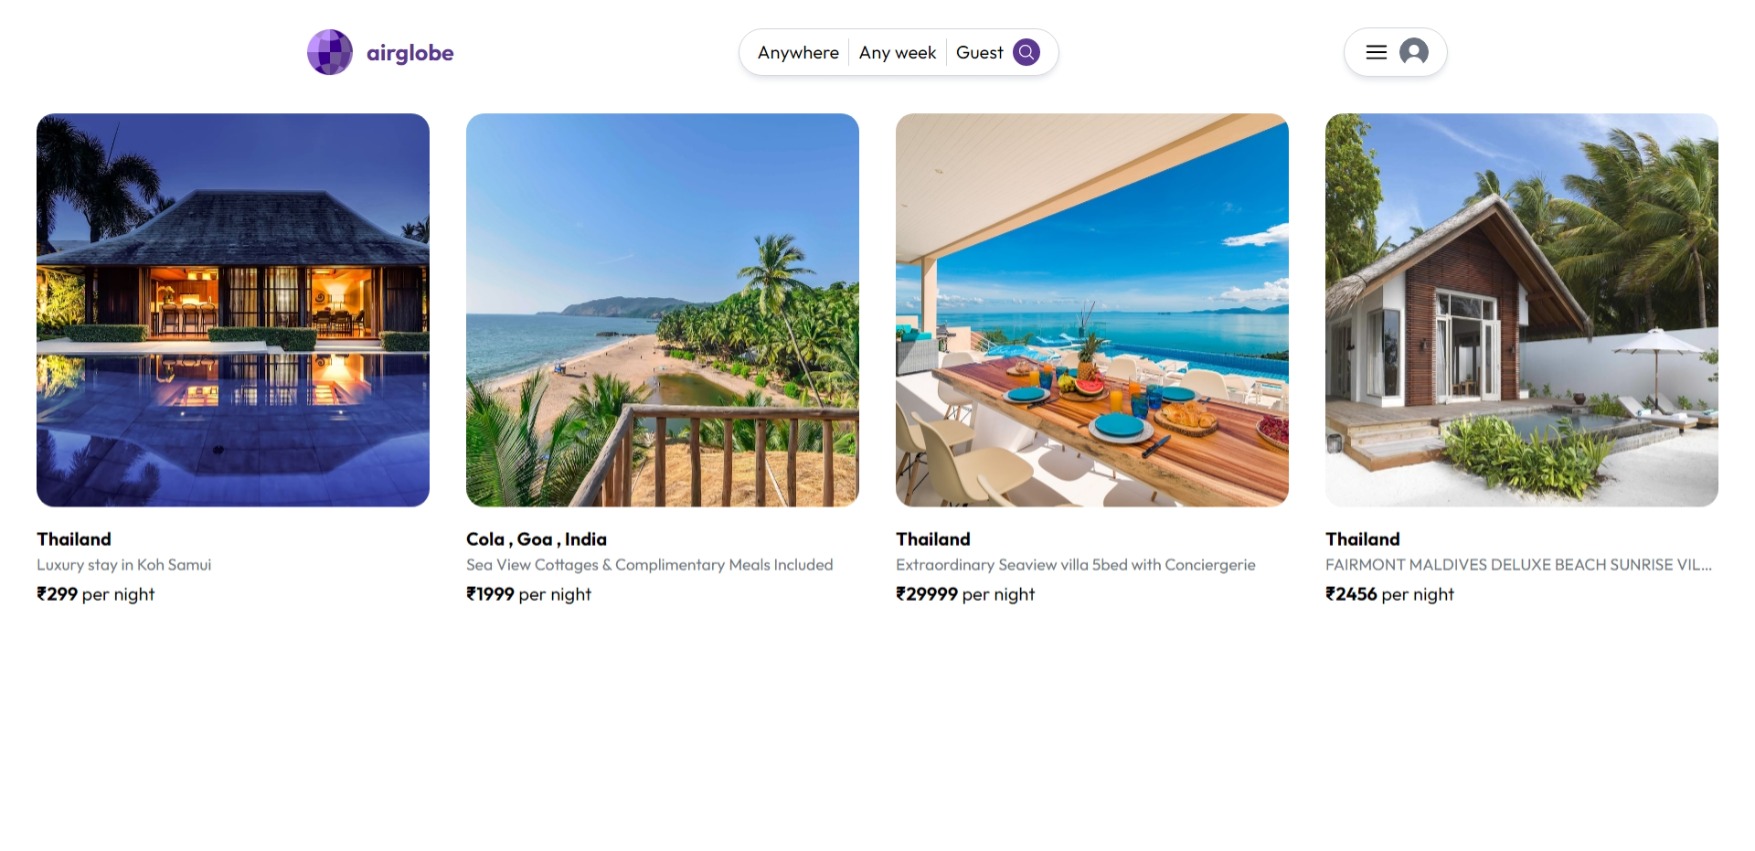 airglobe
Anywhere Any week Guest
Thailand
Luxury stay in Koh Samui
₹299 per night
Cola , Goa , India
Sea View Cottages & Complimentary Meals Included
₹1999 per night
Thailand
Extraordinary Seaview villa 5bed with Conciergerie
₹29999 per night
Thailand
FAIRMONT MALDIVES DELUXE BEACH SUNRISE VIL...
₹2456 per night